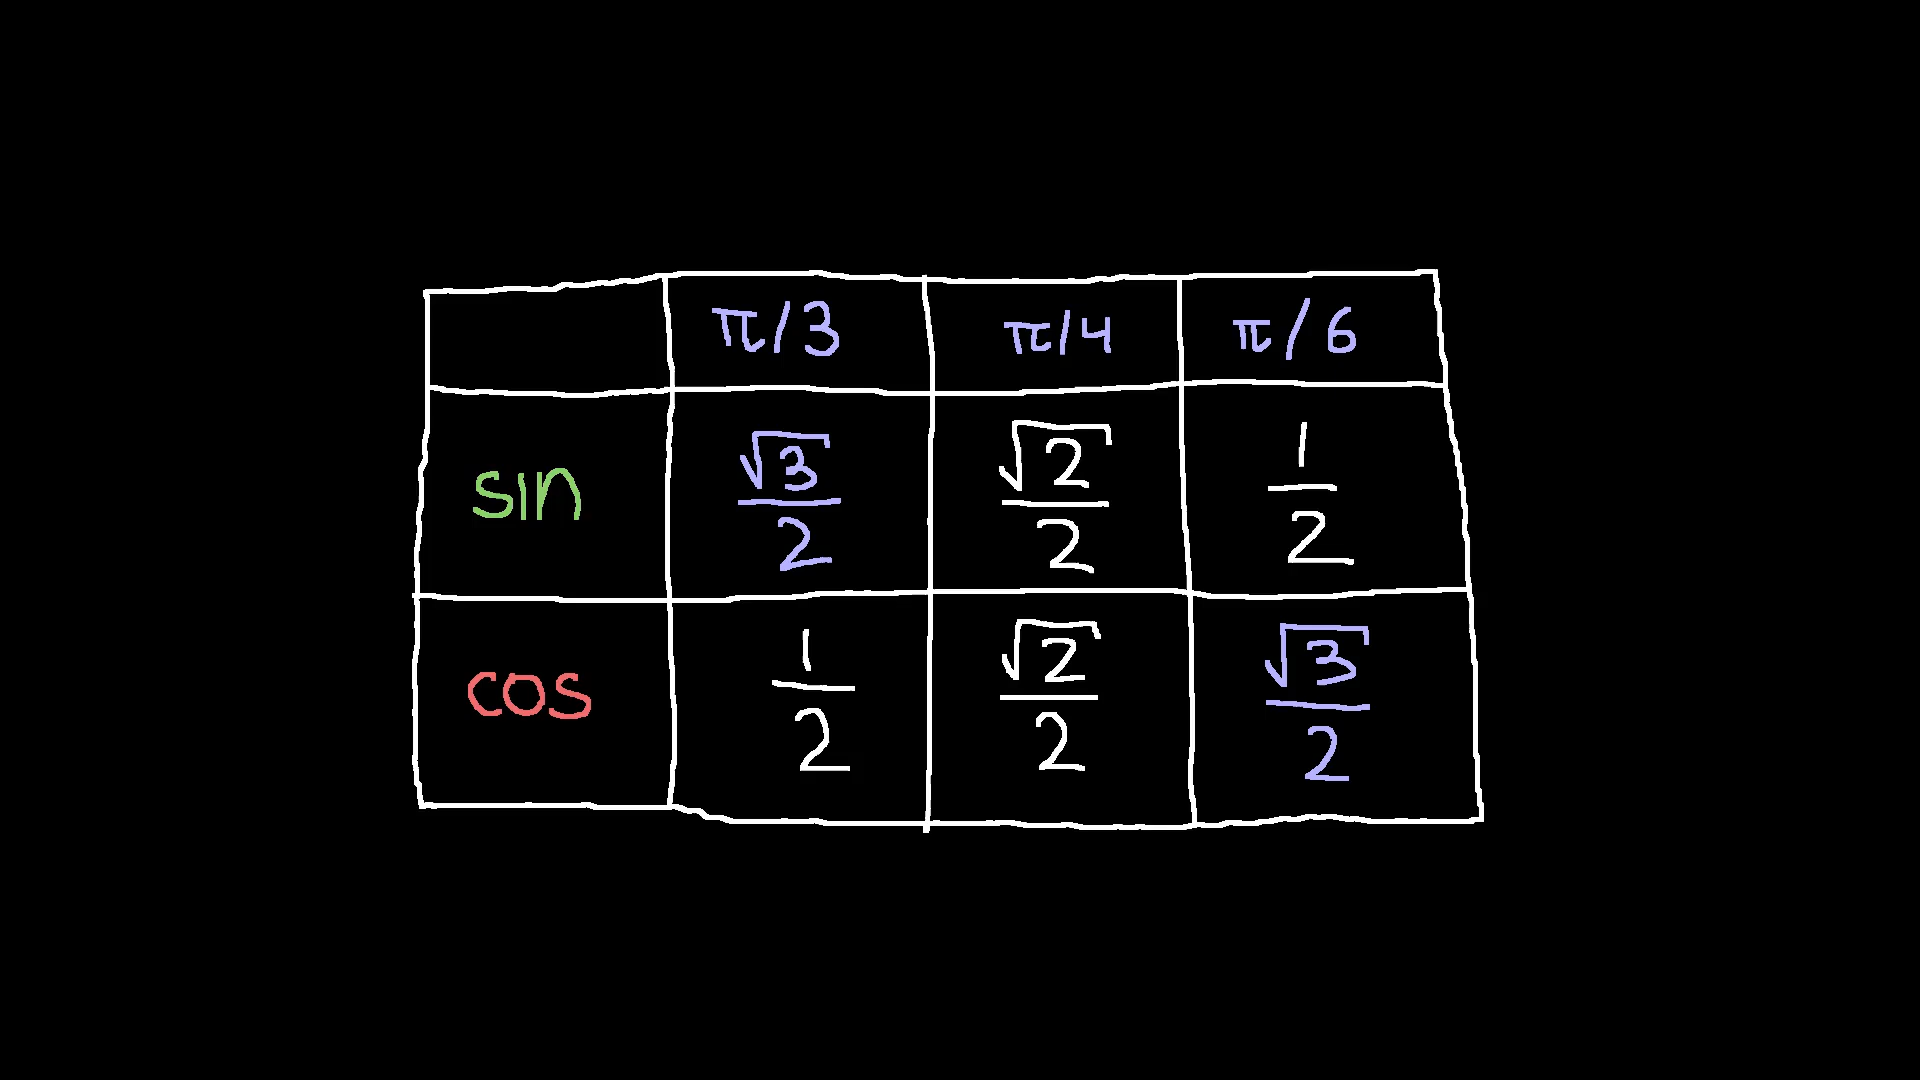 π/3 π/4 π/6
sin √3/2 √2/2 1/2
cos 1/2 √2/2 √3/2